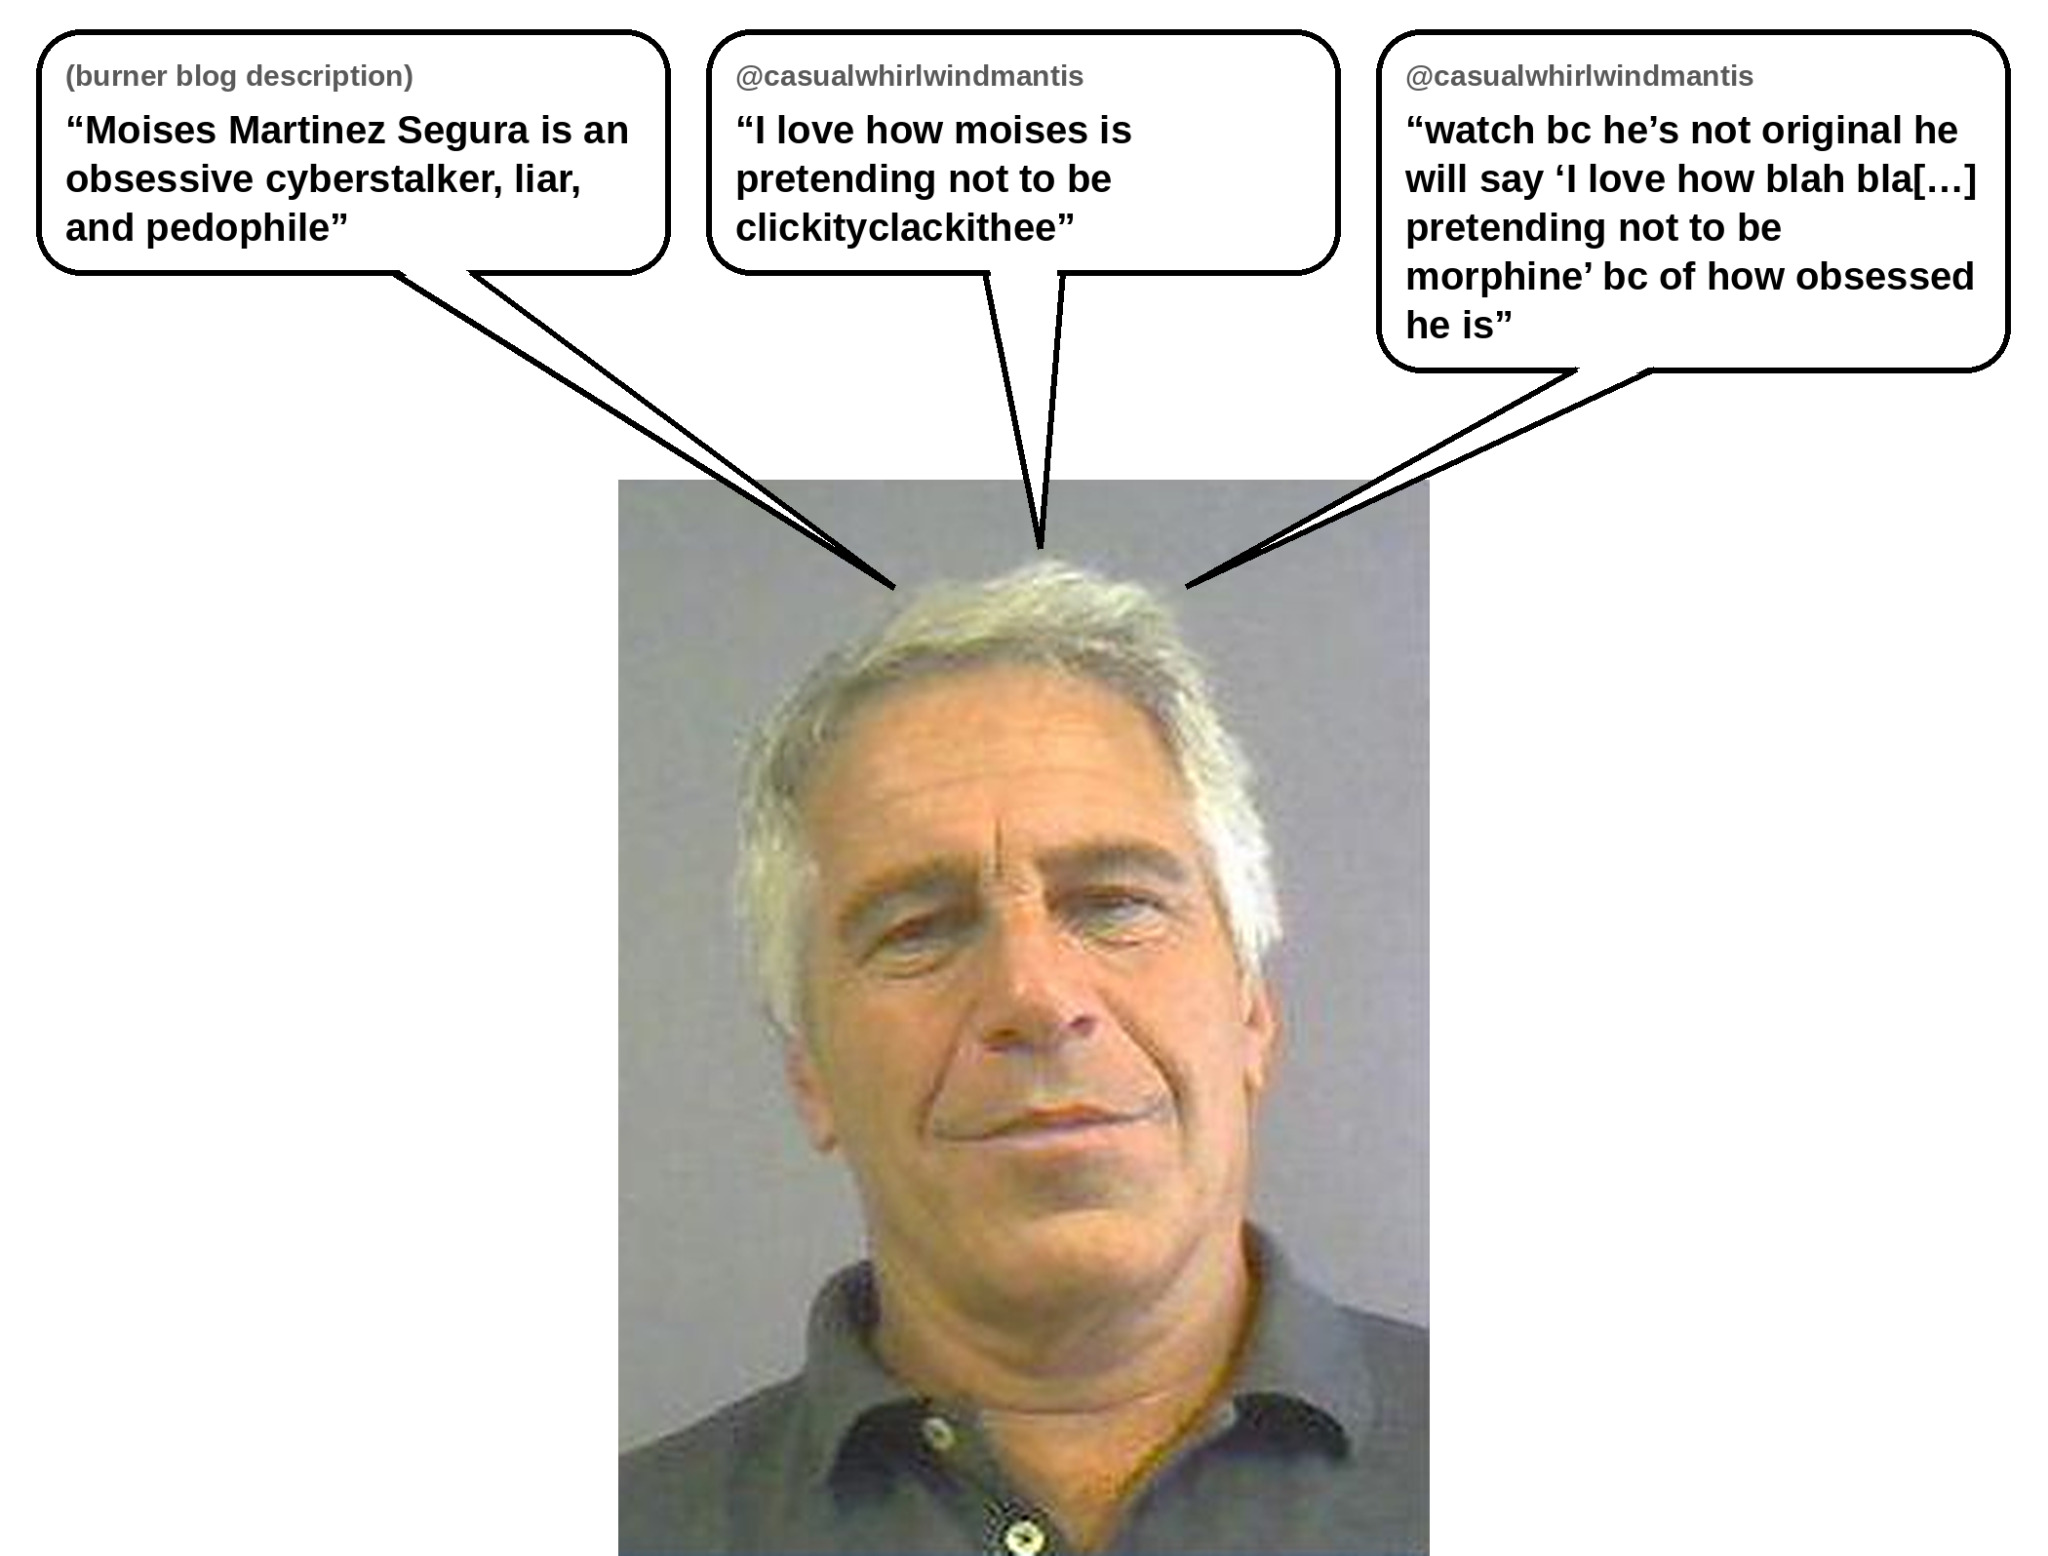 (burner blog description)
“Moises Martinez Segura is an
obsessive cyberstalker, liar,
and pedophile”
@casualwhirlwindmantis
“I love how moises is
pretending not to be
clickityclackithee”
@casualwhirlwindmantis
“watch bc he’s not original he
will say ‘I love how blah bla[…]
pretending not to be
morphine’ bc of how obsessed
he is”